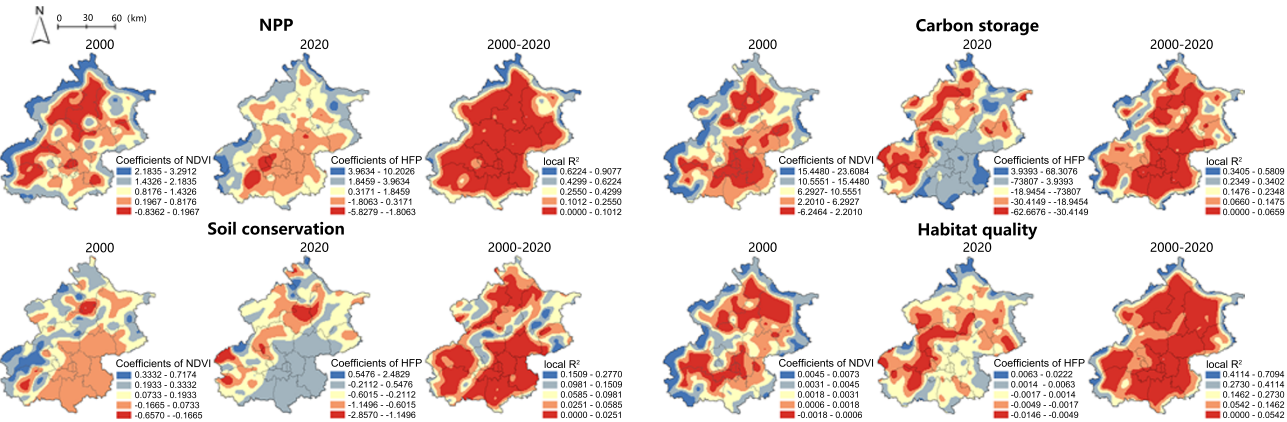 N
0 30 60 (km)
NPP
2000
2020
2000-2020
Coefficients of NDVI
2.1835 - 3.2912
1.4326 - 2.1835
0.8176 - 1.4326
0.1967 - 0.8176
-0.8362 - 0.1967
Coefficients of HFP
3.9634 - 10.2026
1.8459 - 3.9634
0.3171 - 1.8459
-1.8063 - 0.3171
-5.8279 - -1.8063
local R²
0.6224 - 0.9077
0.4299 - 0.6224
0.2550 - 0.4299
0.1012 - 0.2550
0.0000 - 0.1012
Carbon storage
2000
2020
2000-2020
Coefficients of NDVI
15.4480 - 23.6084
10.5551 - 15.4480
6.2927 - 10.5551
2.2010 - 6.2927
-6.2464 - 2.2010
Coefficients of HFP
3.9393 - 68.3076
-73807 - 3.9393
-18.9454 - -73807
-30.4149 - -18.9454
-62.6676 - -30.4149
local R²
0.3405 - 0.5809
0.2349 - 0.3402
0.1476 - 0.2348
0.0660 - 0.1475
0.0000 - 0.0659
Soil conservation
2000
2020
2000-2020
Coefficients of NDVI
0.3332 - 0.7174
0.1933 - 0.3332
0.0733 - 0.1933
-0.1665 - 0.0733
-0.6570 - -0.1665
Coefficients of HFP
0.5476 - 2.4829
-0.2112 - 0.5476
-0.6015 - -0.2112
-1.1496 - -0.6015
-2.8570 - -1.1496
local R²
0.1509 - 0.2770
0.0981 - 0.1509
0.0585 - 0.0981
0.0251 - 0.0585
0.0000 - 0.0251
Habitat quality
2000
2020
2000-2020
Coefficients of NDVI
0.0045 - 0.0073
0.0031 - 0.0045
0.0018 - 0.0031
0.0006 - 0.0018
-0.0018 - 0.0006
Coefficients of HFP
0.0063 - 0.0222
0.0014 - 0.0063
-0.0017 - 0.0014
-0.0049 - -0.0017
-0.0146 - -0.0049
local R²
0.4114 - 0.7094
0.2730 - 0.4114
0.1462 - 0.2730
0.0542 - 0.1462
0.0000 - 0.0542